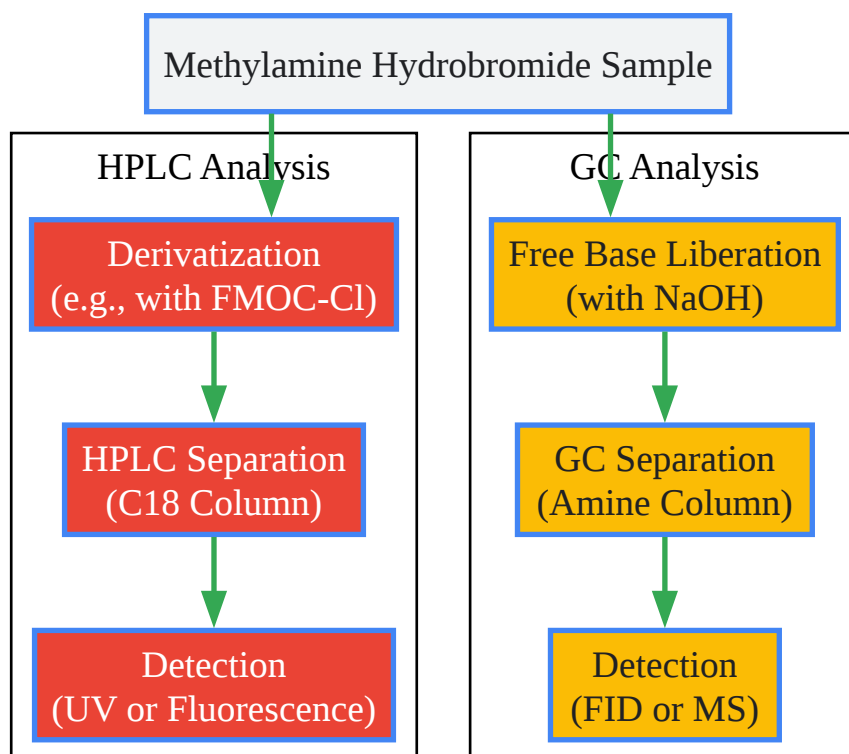 Methylamine Hydrobromide Sample
HPLC Analysis
Derivatization
(e.g., with FMOC-Cl)
HPLC Separation
(C18 Column)
Detection
(UV or Fluorescence)
GC Analysis
Free Base Liberation
(with NaOH)
GC Separation
(Amine Column)
Detection
(FID or MS)